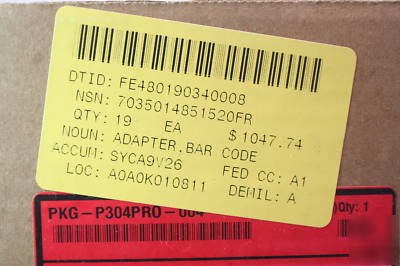 DTID: FE480190340008
NSN: 7035014851520FR
QTY: 19 EA $ 1047.74
NOUN: ADAPTER,BAR CODE
ACCUM: SYCA9V26 FED CC: A1
LOC: A0A0K010811 DEMIL: A
PKG-P304PRO-004
Qty: 1